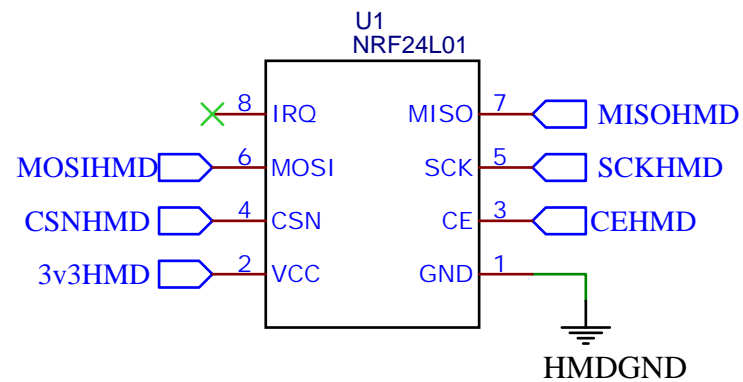 U1
NRF24L01
8 IRQ MISO 7 MISOHMD
MOSIHMD 6 MOSI SCK 5 SCKHMD
CSNHMD 4 CSN CE 3 CEHMD
3v3HMD 2 VCC GND 1
HMDGND